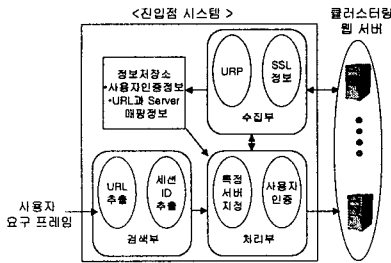 <진입점 시스템 >
클러스터링
웹 서버
정보저장소
•사용자인증정보
•URL과 Server
매핑정보
URP
SSL
정보
수집부
사용자
요구 프레임
URL
추출
세션
ID
추출
검색부
특정
서버
지정
사용자
인증
처리부